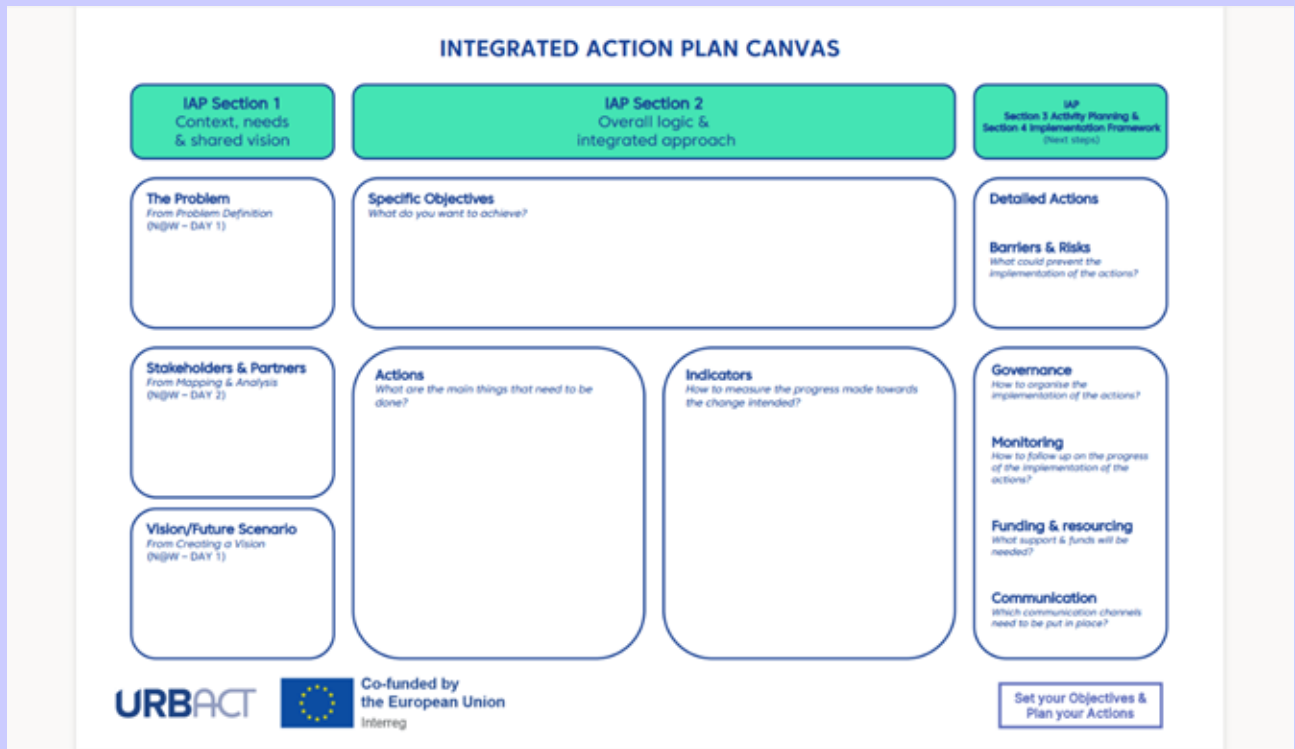 INTEGRATED ACTION PLAN CANVAS
IAP Section 1
Context, needs
& shared vision
IAP Section 2
Overall logic &
integrated approach
IAP
Section 3 Activity Planning &
Section 4 Implementation Framework
(Next steps)
The Problem
From Problem Definition
(N@W – DAY 1)
Specific Objectives
What do you want to achieve?
Detailed Actions
Barriers & Risks
What could prevent the
implementation of the actions?
Stakeholders & Partners
From Mapping & Analysis
(N@W – DAY 2)
Vision/Future Scenario
From Creating a Vision
(N@W – DAY 1)
Actions
What are the main things that need to be
done?
Indicators
How to measure the progress made towards
the change intended?
Governance
How to organise the
implementation of the actions?
Monitoring
How to follow up on the progress
of the implementation of the
actions?
Funding & resourcing
What support & funds will be
needed?
Communication
Which communication channels
need to be put in place?
URBACT
Co-funded by
the European Union
Interreg
Set your Objectives &
Plan your Actions